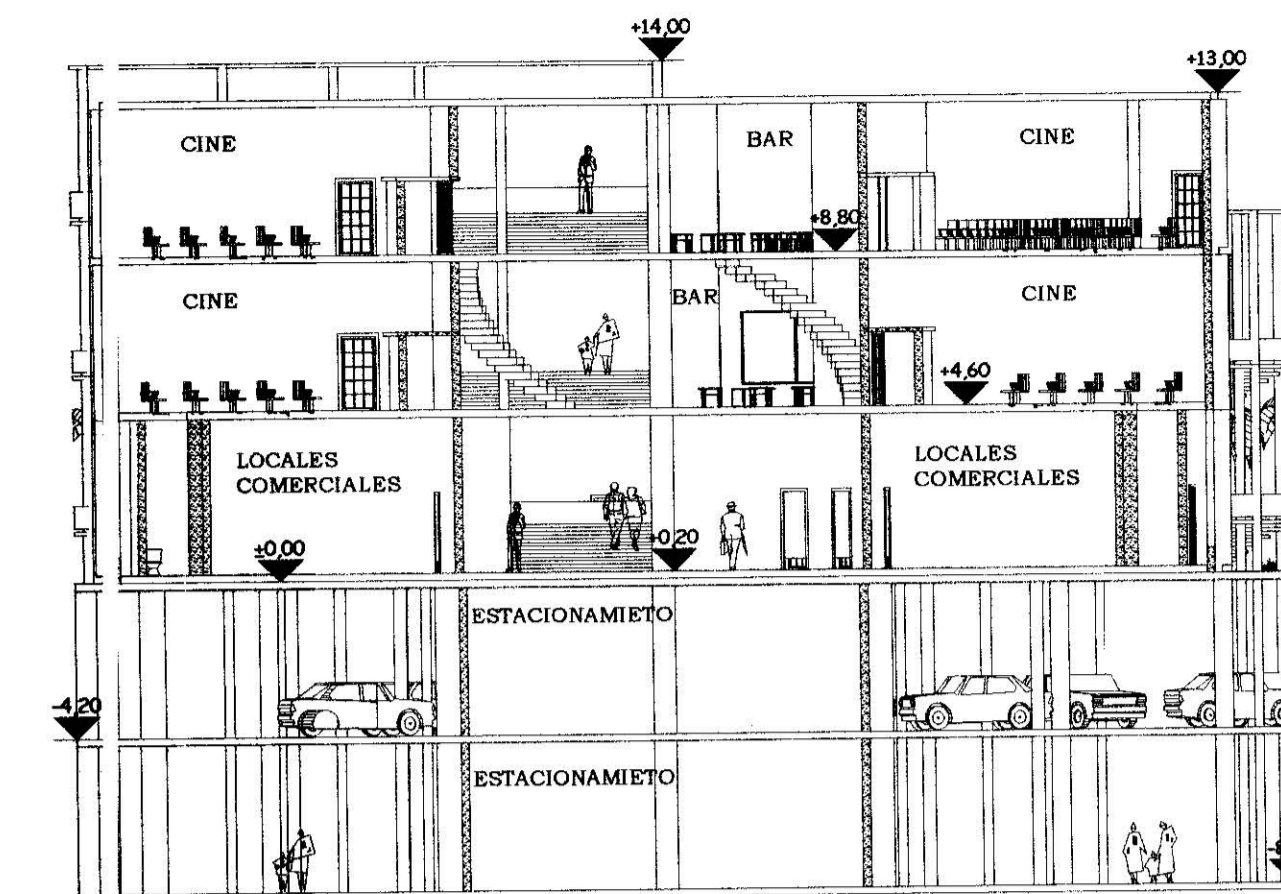 +14,00
+13,00
CINE
BAR
CINE
+8,80
CINE
BAR
CINE
+4,60
LOCALES
COMERCIALES
LOCALES
COMERCIALES
±0,00
+0,20
ESTACIONAMIETO
-4,20
ESTACIONAMIETO